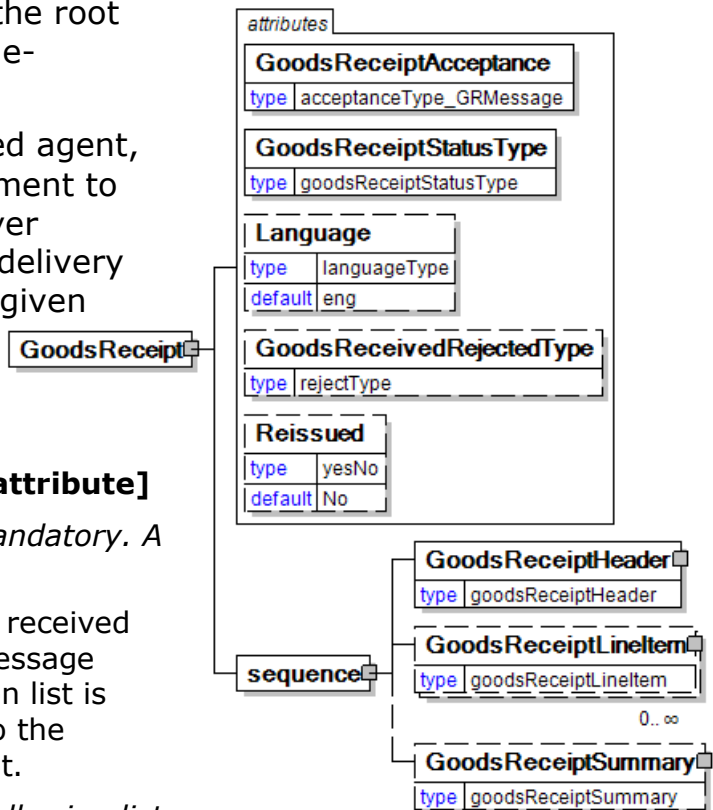 the root
e-
ed agent,
ment to
ver
delivery
given
attribute]
andatory. A
received
essage
n list is
o the
t.
attributes
GoodsReceiptAcceptance
type acceptanceType_GRMessage
GoodsReceiptStatusType
type goodsReceiptStatusType
Language
type languageType
default eng
GoodsReceipt
GoodsReceivedRejectedType
type rejectType
Reissued
type yesNo
default No
sequence
GoodsReceiptHeader
type goodsReceiptHeader
GoodsReceiptLineItem
type goodsReceiptLineItem
0.. ∞
GoodsReceiptSummary
type goodsReceiptSummary